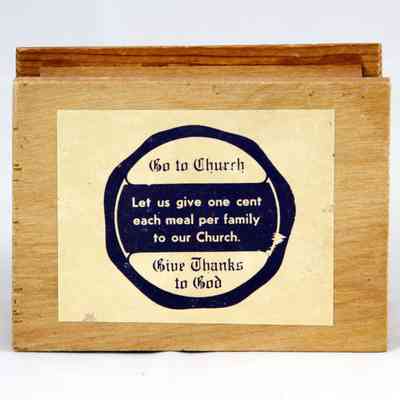 Go to Church
Let us give one cent
each meal per family
to our Church.
Give Thanks
to God